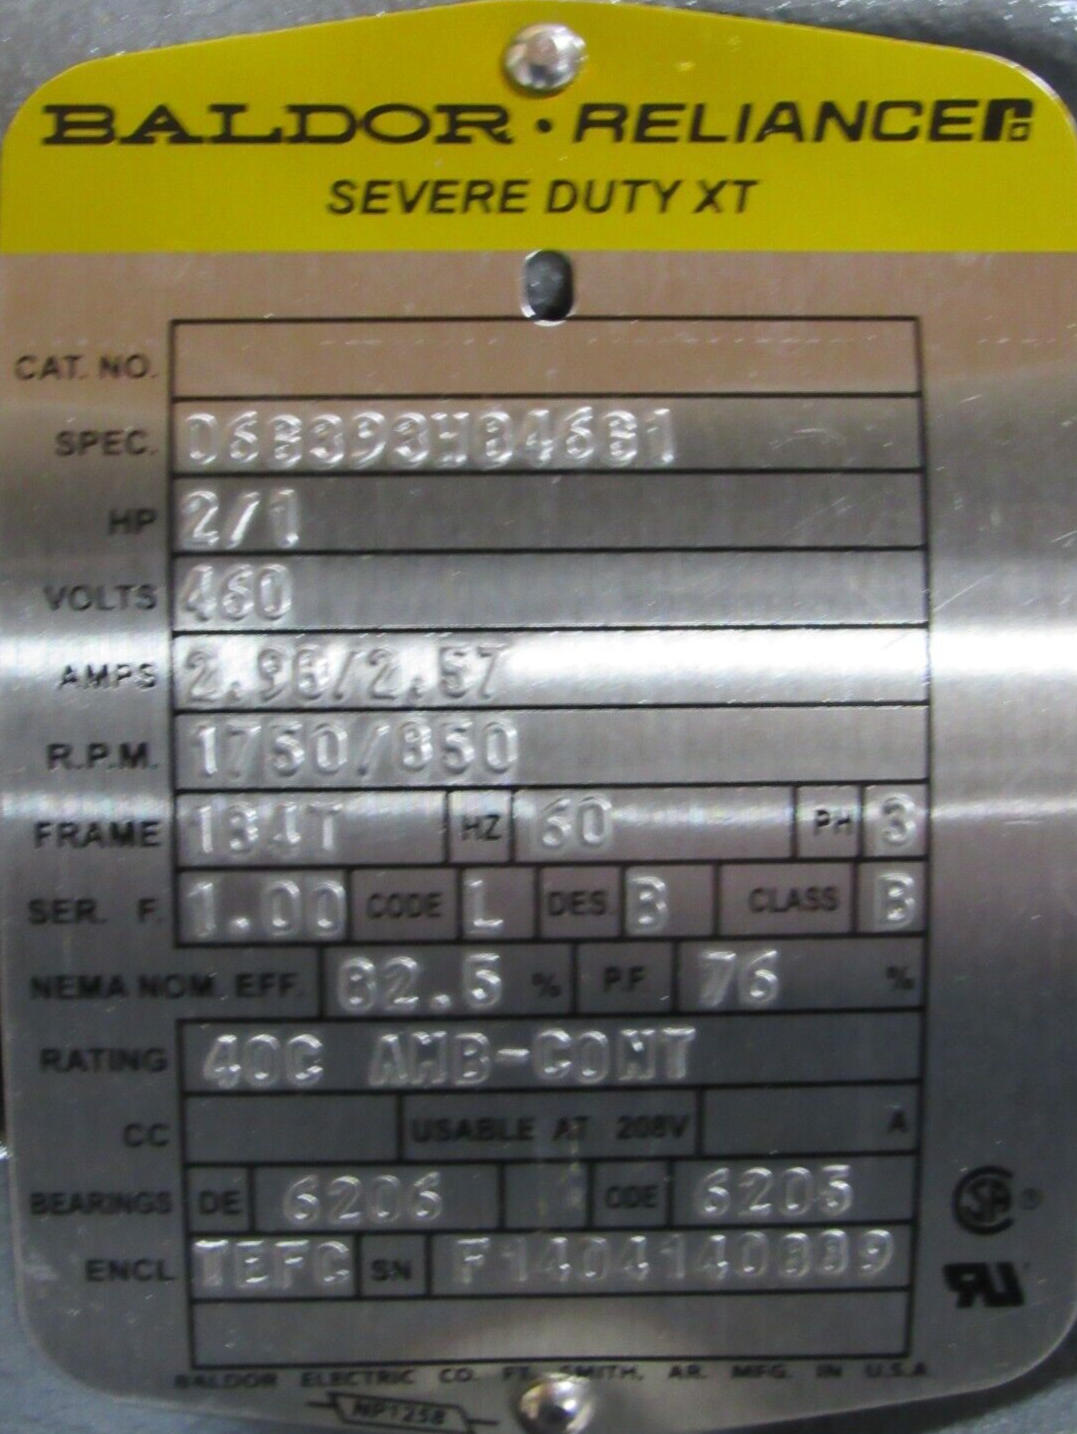 BALDOR • RELIANCE
SEVERE DUTY XT
CAT. NO.
SPEC. 06B393H846B1
HP 2/1
VOLTS 460
AMPS 2.98/2.57
R.P.M. 1750/850
FRAME 184T HZ 60 PH 3
SER. F. 1.00 CODE L DES. B CLASS B
NEMA NOM. EFF. 82.5 % P.F. 76 %
RATING 40C AMB-CONT
CC USABLE AT 208V A
BEARINGS DE 6206 ODE 6205
ENCL TEFC SN F1404140889
BALDOR ELECTRIC CO. FT. SMITH, AR. MFG. IN U.S.A
NP1258